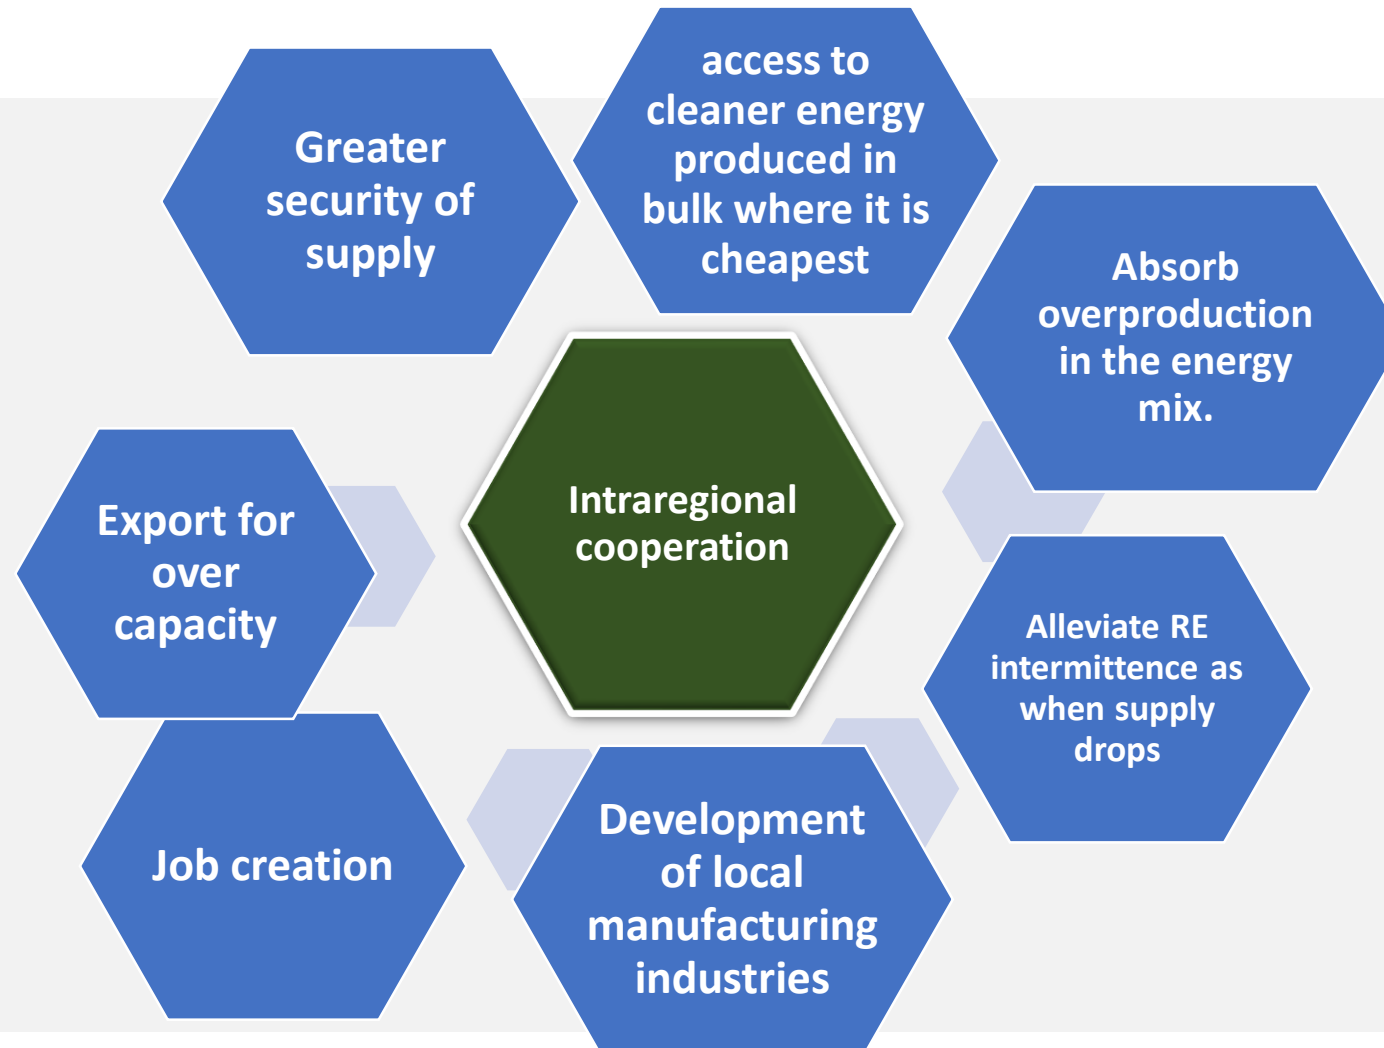 Greater
security of
supply
access to
cleaner energy
produced in
bulk where it is
cheapest
Absorb
overproduction
in the energy
mix.
Intraregional
cooperation
Export for
over
capacity
Alleviate RE
intermittence as
when supply
drops
Job creation
Development
of local
manufacturing
industries